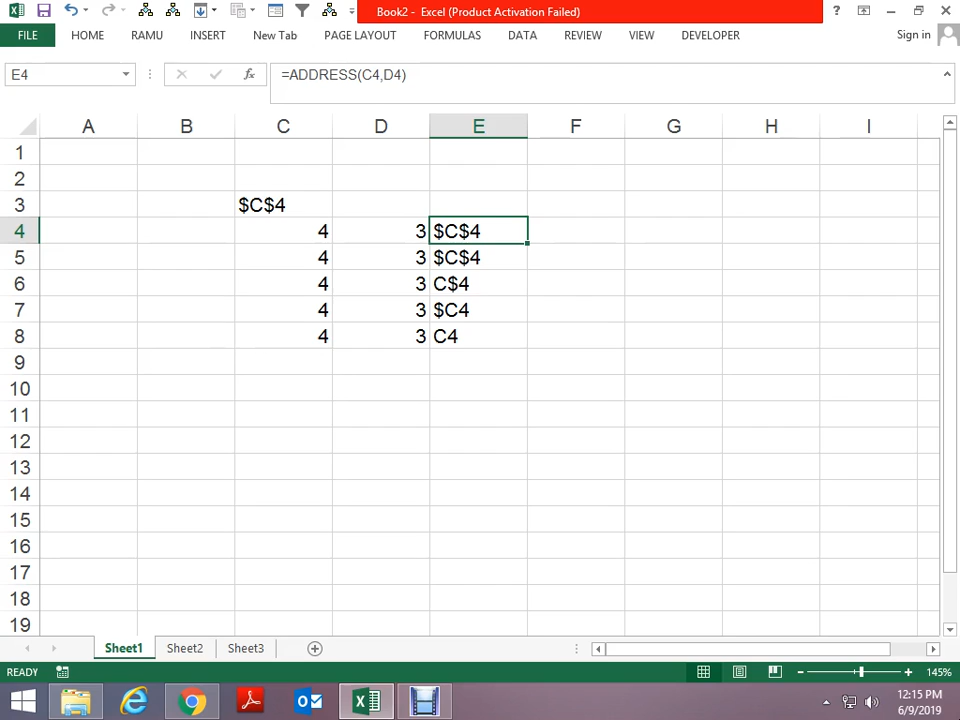 Book2 - Excel (Product Activation Failed)
?
FILE HOME RAMU INSERT New Tab PAGE LAYOUT FORMULAS DATA REVIEW VIEW DEVELOPER Sign in
E4 fx =ADDRESS(C4,D4)
A B C D E F G H I
1
2
3 $C$4
4 4 3 $C$4
5 4 3 $C$4
6 4 3 C$4
7 4 3 $C4
8 4 3 C4
9
10
11
12
13
14
15
16
17
18
19
Sheet1 Sheet2 Sheet3
READY 145%
12:15 PM
6/9/2019